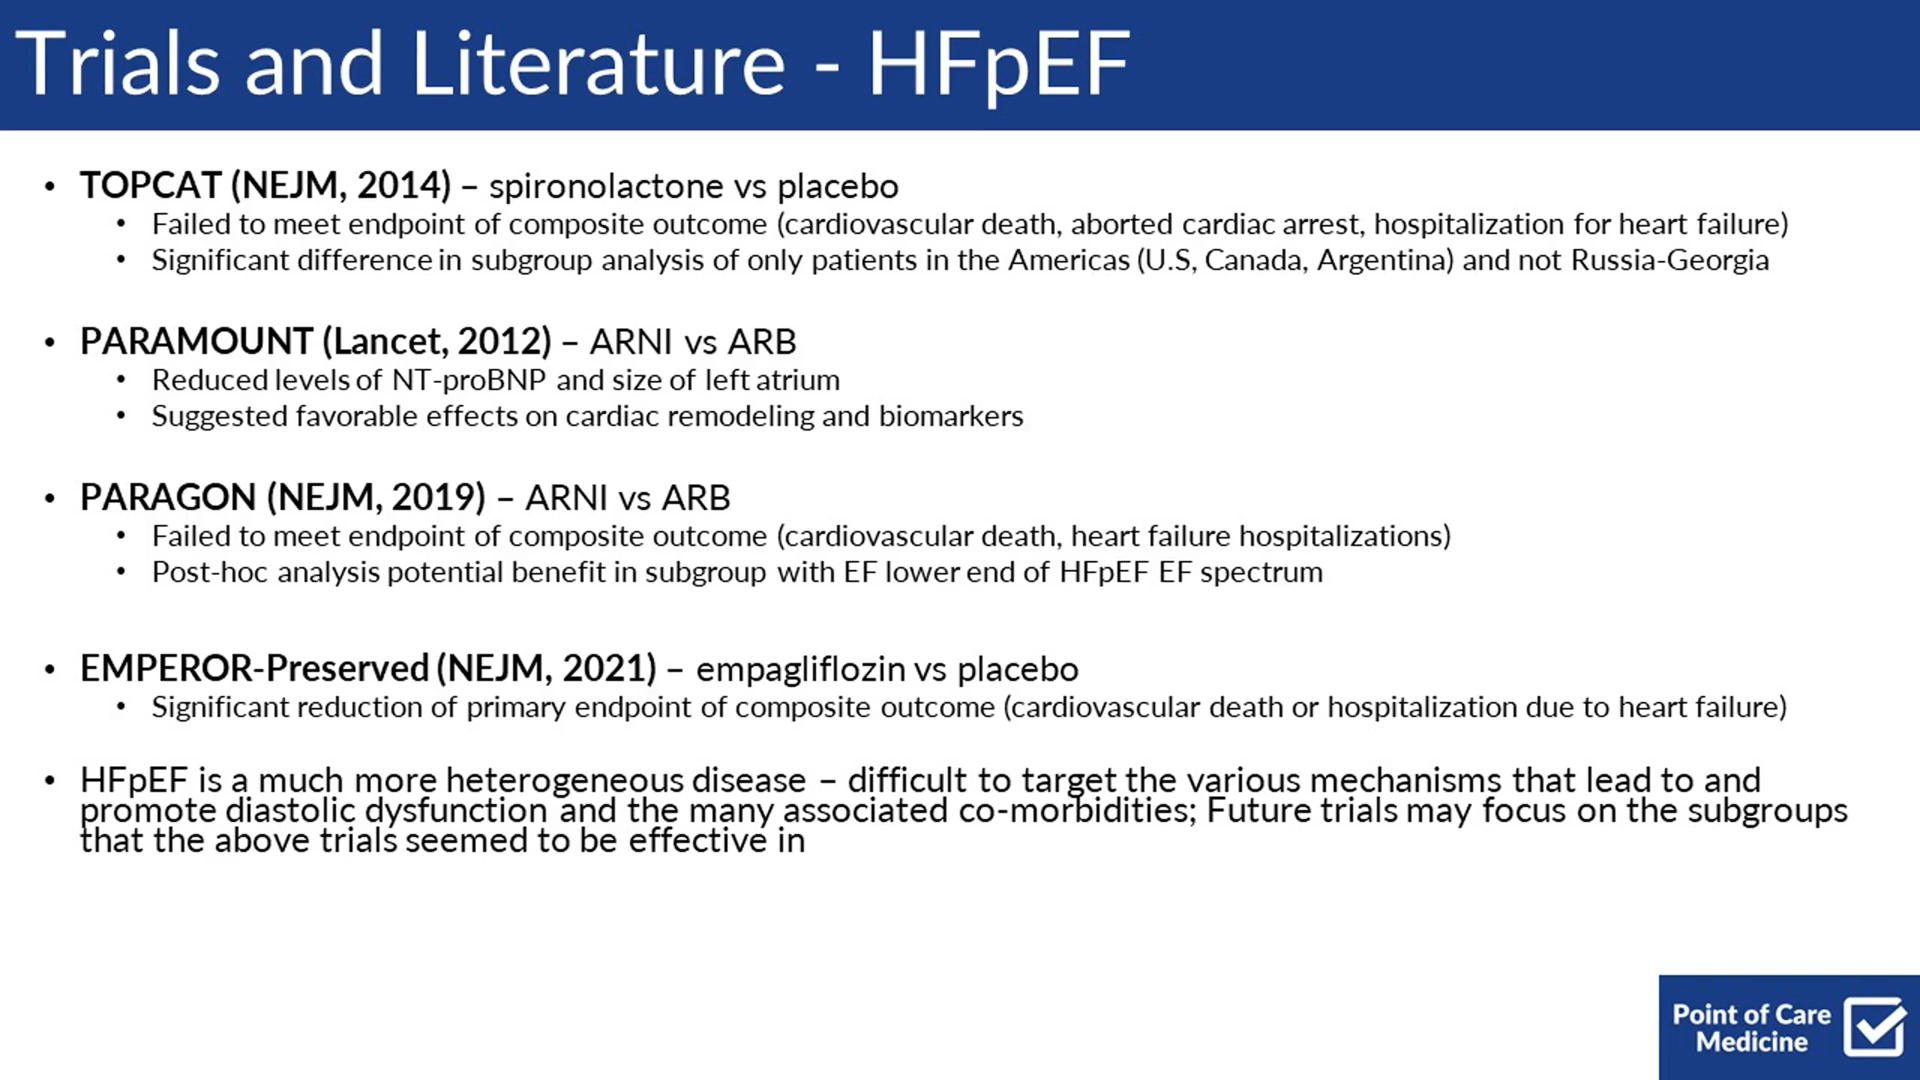 Trials and Literature - HFpEF
• TOPCAT (NEJM, 2014) – spironolactone vs placebo
• Failed to meet endpoint of composite outcome (cardiovascular death, aborted cardiac arrest, hospitalization for heart failure)
• Significant difference in subgroup analysis of only patients in the Americas (U.S, Canada, Argentina) and not Russia-Georgia
• PARAMOUNT (Lancet, 2012) – ARNI vs ARB
• Reduced levels of NT-proBNP and size of left atrium
• Suggested favorable effects on cardiac remodeling and biomarkers
• PARAGON (NEJM, 2019) – ARNI vs ARB
• Failed to meet endpoint of composite outcome (cardiovascular death, heart failure hospitalizations)
• Post-hoc analysis potential benefit in subgroup with EF lower end of HFpEF EF spectrum
• EMPEROR-Preserved (NEJM, 2021) – empagliflozin vs placebo
• Significant reduction of primary endpoint of composite outcome (cardiovascular death or hospitalization due to heart failure)
• HFpEF is a much more heterogeneous disease – difficult to target the various mechanisms that lead to and
promote diastolic dysfunction and the many associated co-morbidities; Future trials may focus on the subgroups
that the above trials seemed to be effective in
Point of Care
Medicine